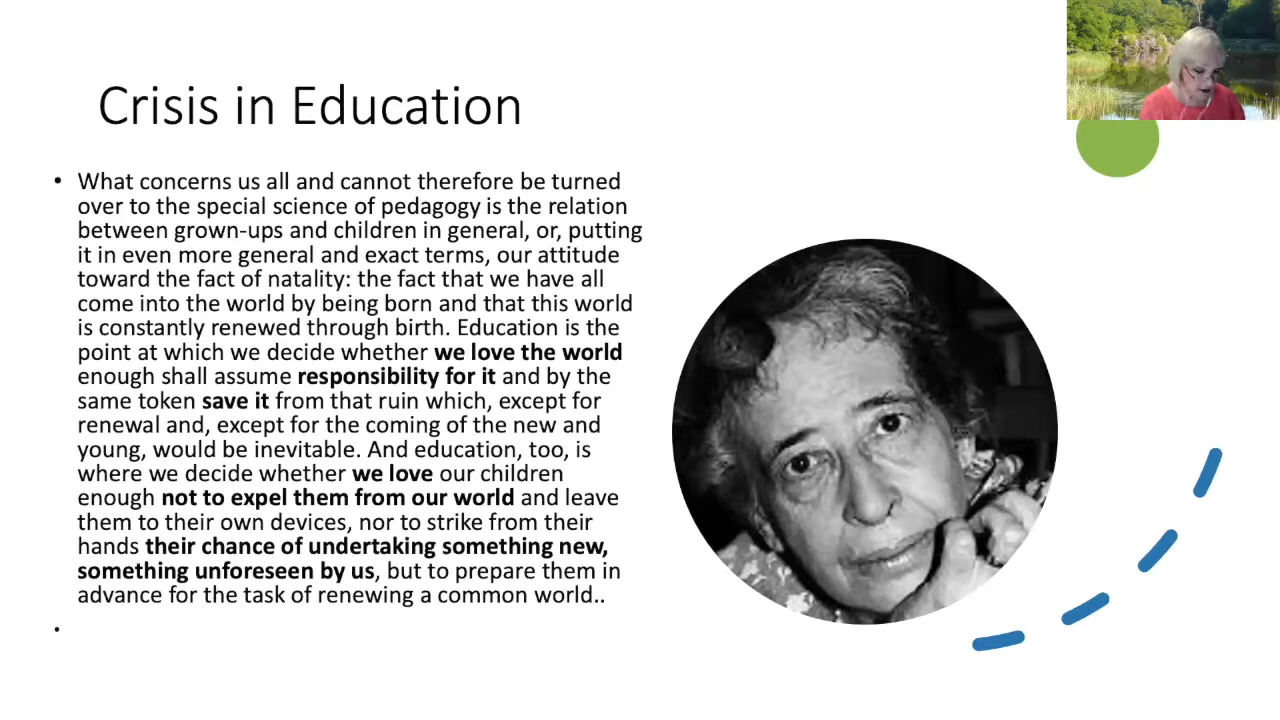 Crisis in Education
• What concerns us all and cannot therefore be turned
over to the special science of pedagogy is the relation
between grown-ups and children in general, or, putting
it in even more general and exact terms, our attitude
toward the fact of natality: the fact that we have all
come into the world by being born and that this world
is constantly renewed through birth. Education is the
point at which we decide whether we love the world
enough shall assume responsibility for it and by the
same token save it from that ruin which, except for
renewal and, except for the coming of the new and
young, would be inevitable. And education, too, is
where we decide whether we love our children
enough not to expel them from our world and leave
them to their own devices, nor to strike from their
hands their chance of undertaking something new,
something unforeseen by us, but to prepare them in
advance for the task of renewing a common world..
•